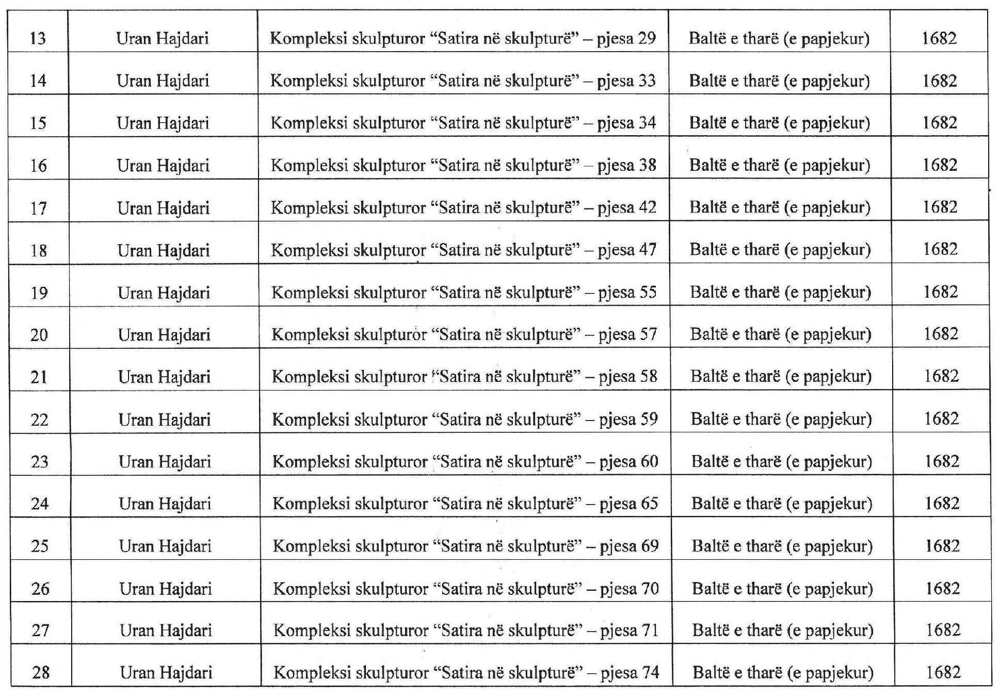 13 Uran Hajdari Kompleksi skulpturor “Satira në skulpturë” – pjesa 29 Baltë e tharë (e papjekur) 1682
14 Uran Hajdari Kompleksi skulpturor “Satira në skulpturë” – pjesa 33 Baltë e tharë (e papjekur) 1682
15 Uran Hajdari Kompleksi skulpturor “Satira në skulpturë” – pjesa 34 Baltë e tharë (e papjekur) 1682
16 Uran Hajdari Kompleksi skulpturor “Satira në skulpturë” – pjesa 38 Baltë e tharë (e papjekur) 1682
17 Uran Hajdari Kompleksi skulpturor “Satira në skulpturë” – pjesa 42 Baltë e tharë (e papjekur) 1682
18 Uran Hajdari Kompleksi skulpturor “Satira në skulpturë” – pjesa 47 Baltë e tharë (e papjekur) 1682
19 Uran Hajdari Kompleksi skulpturor “Satira në skulpturë” – pjesa 55 Baltë e tharë (e papjekur) 1682
20 Uran Hajdari Kompleksi skulpturor “Satira në skulpturë” – pjesa 57 Baltë e tharë (e papjekur) 1682
21 Uran Hajdari Kompleksi skulpturor “Satira në skulpturë” – pjesa 58 Baltë e tharë (e papjekur) 1682
22 Uran Hajdari Kompleksi skulpturor “Satira në skulpturë” – pjesa 59 Baltë e tharë (e papjekur) 1682
23 Uran Hajdari Kompleksi skulpturor “Satira në skulpturë” – pjesa 60 Baltë e tharë (e papjekur) 1682
24 Uran Hajdari Kompleksi skulpturor “Satira në skulpturë” – pjesa 65 Baltë e tharë (e papjekur) 1682
25 Uran Hajdari Kompleksi skulpturor “Satira në skulpturë” – pjesa 69 Baltë e tharë (e papjekur) 1682
26 Uran Hajdari Kompleksi skulpturor “Satira në skulpturë” – pjesa 70 Baltë e tharë (e papjekur) 1682
27 Uran Hajdari Kompleksi skulpturor “Satira në skulpturë” – pjesa 71 Baltë e tharë (e papjekur) 1682
28 Uran Hajdari Kompleksi skulpturor “Satira në skulpturë” – pjesa 74 Baltë e tharë (e papjekur) 1682